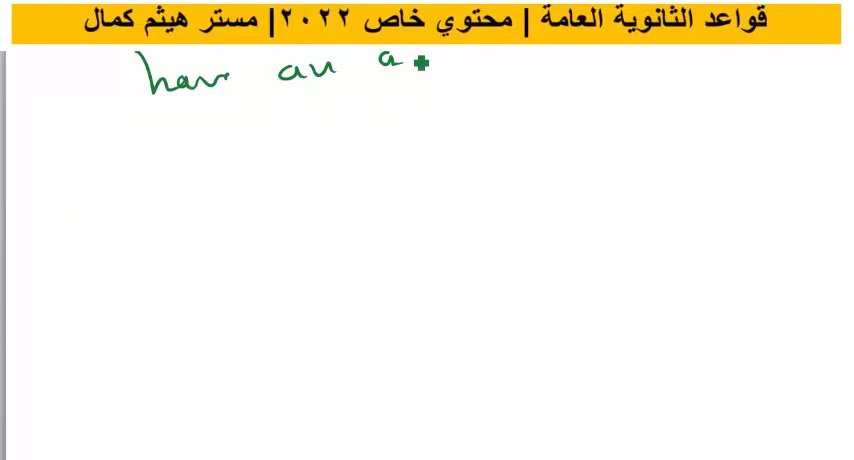 قواعد الثانوية العامة | محتوي خاص ٢٠٢٢| مستر هيثم كمال
have an a